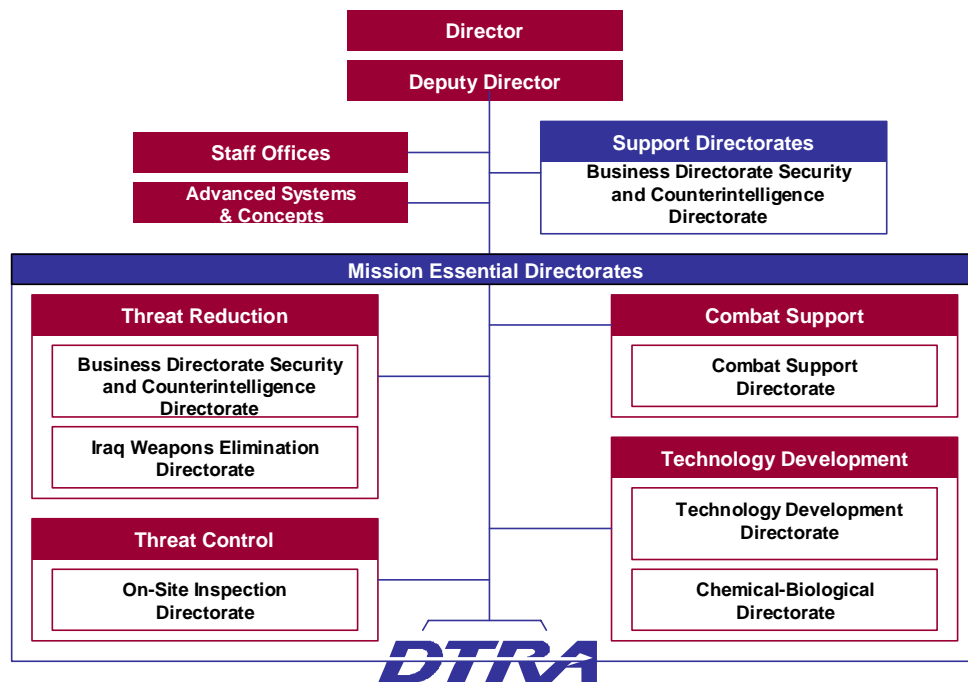 Director
Deputy Director
Staff Offices
Advanced Systems
& Concepts
Support Directorates
Business Directorate Security
and Counterintelligence
Directorate
Mission Essential Directorates
Threat Reduction
Business Directorate Security
and Counterintelligence
Directorate
Iraq Weapons Elimination
Directorate
Threat Control
On-Site Inspection
Directorate
Combat Support
Combat Support
Directorate
Technology Development
Technology Development
Directorate
Chemical-Biological
Directorate
DTRA